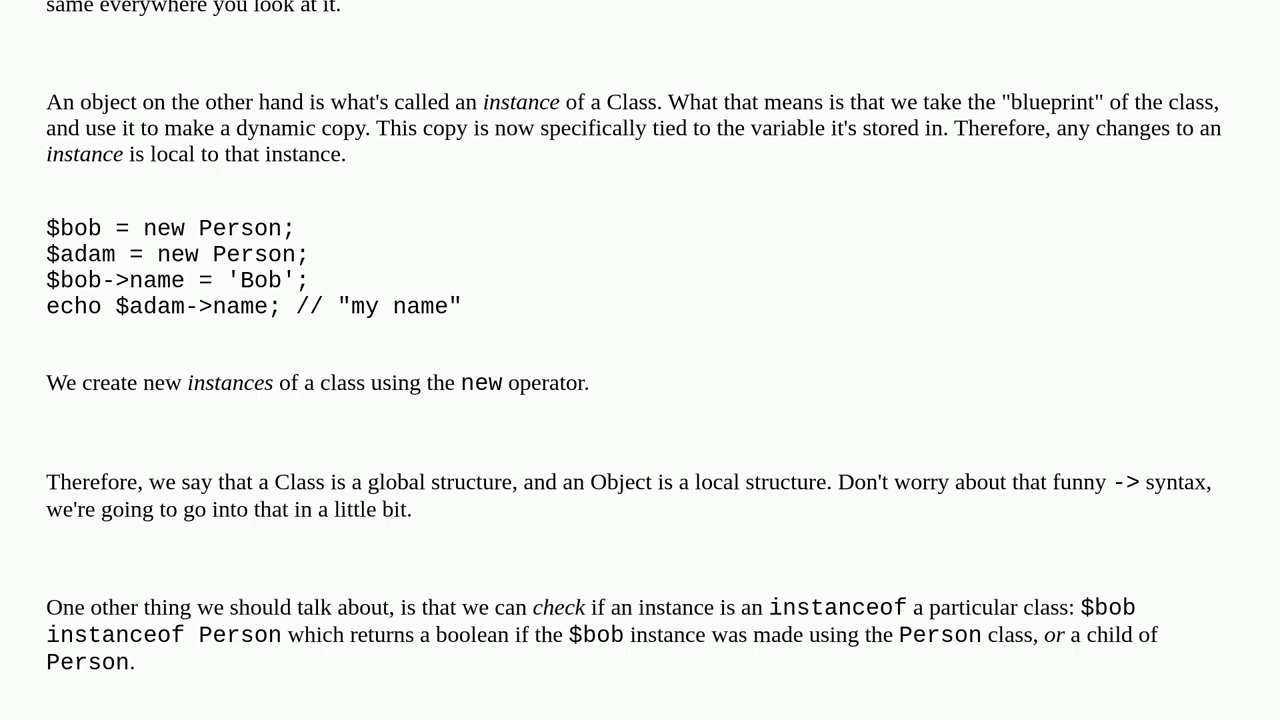 same everywhere you look at it.
An object on the other hand is what's called an instance of a Class. What that means is that we take the "blueprint" of the class,
and use it to make a dynamic copy. This copy is now specifically tied to the variable it's stored in. Therefore, any changes to an
instance is local to that instance.
$bob = new Person;
$adam = new Person;
$bob->name = 'Bob';
echo $adam->name; // "my name"
We create new instances of a class using the new operator.
Therefore, we say that a Class is a global structure, and an Object is a local structure. Don't worry about that funny -> syntax,
we're going to go into that in a little bit.
One other thing we should talk about, is that we can check if an instance is an instanceof a particular class: $bob
instanceof Person which returns a boolean if the $bob instance was made using the Person class, or a child of
Person.